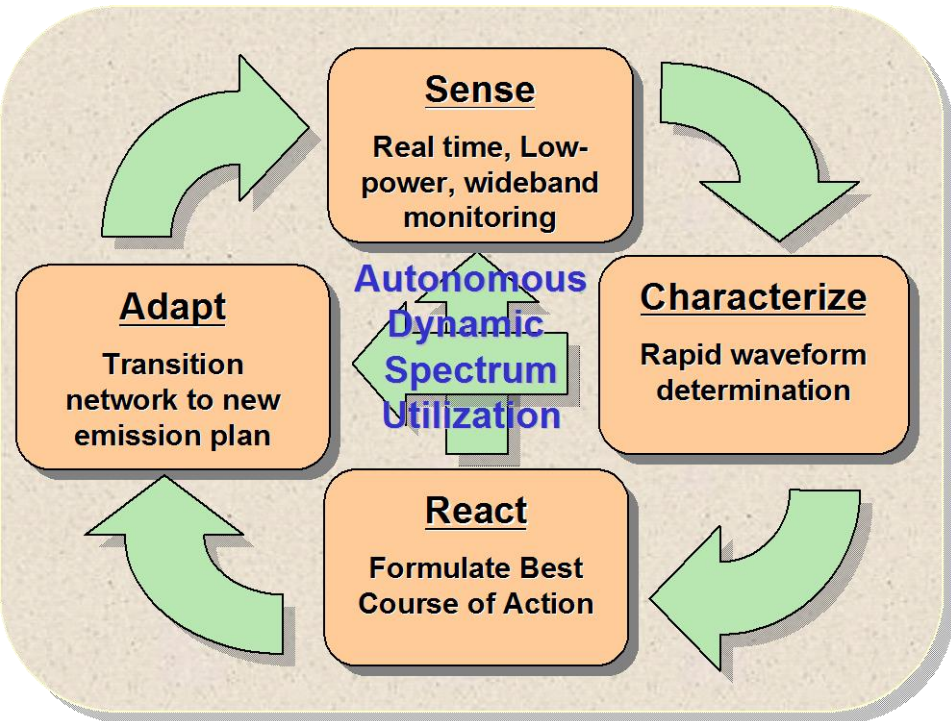 Sense
Real time, Low-
power, wideband
monitoring
Characterize
Rapid waveform
determination
React
Formulate Best
Course of Action
Adapt
Transition
network to new
emission plan
Autonomous
Dynamic
Spectrum
Utilization